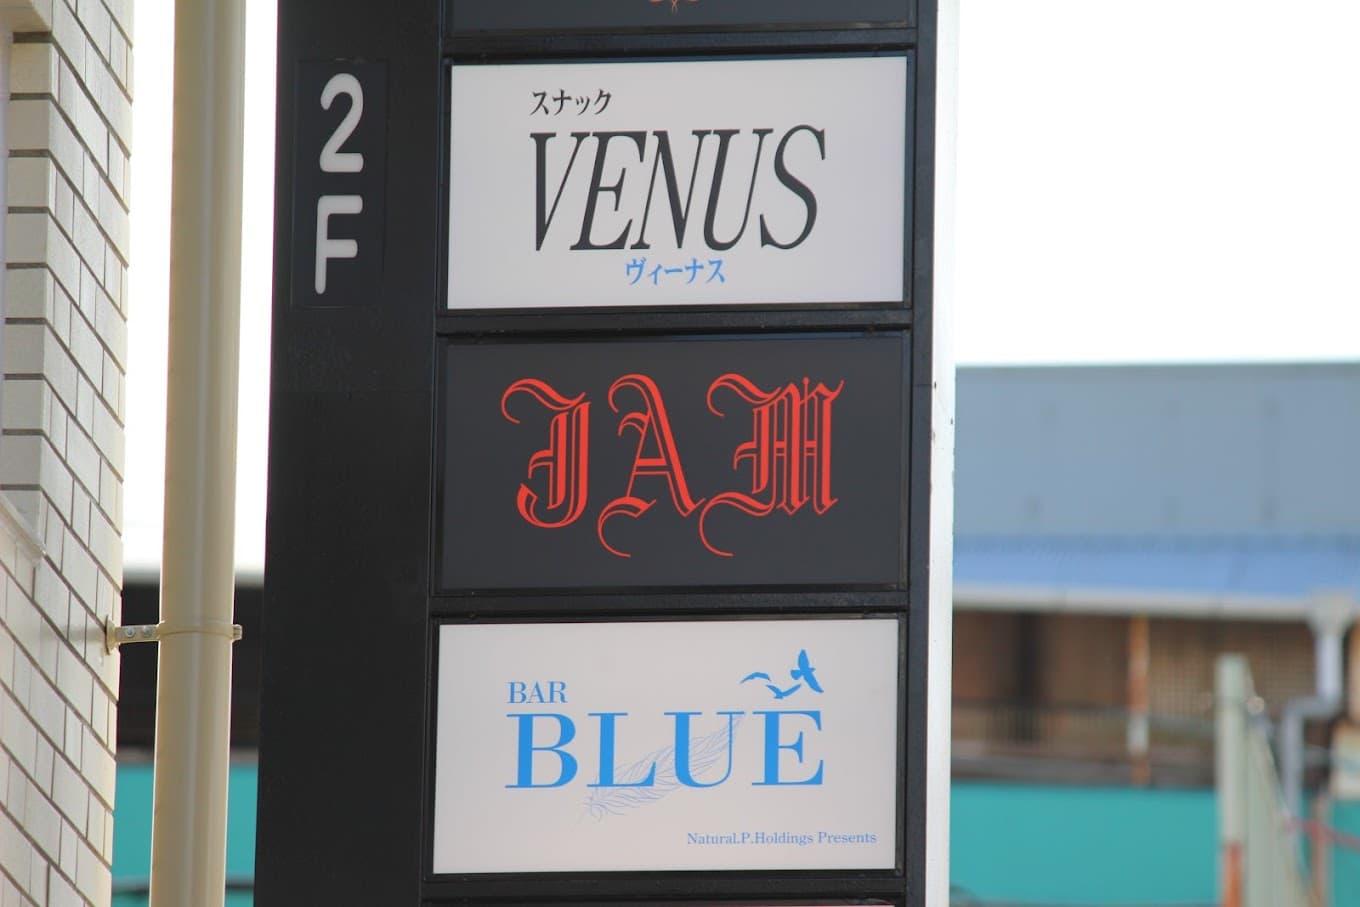 2F
スナック
VENUS
ヴィーナス
JAM
BAR
BLUE
Natural.P.Holdings Presents